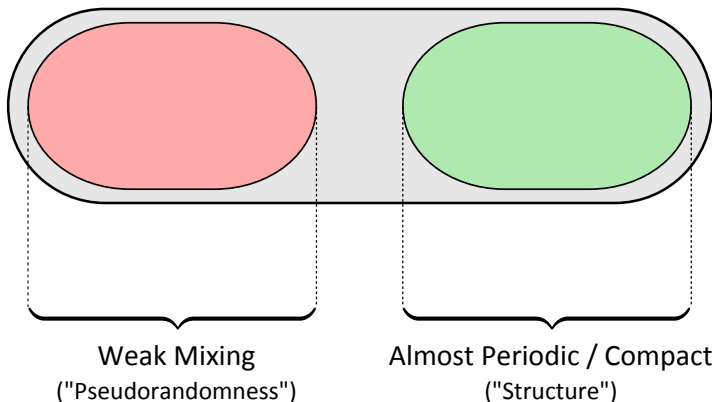 Weak Mixing
("Pseudorandomness")
Almost Periodic / Compact
("Structure")